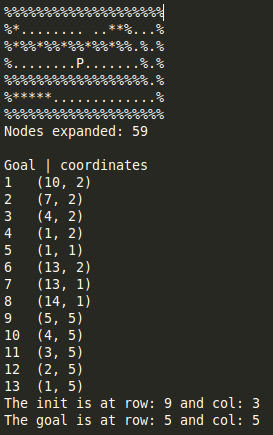 %%%%%%%%%%%%%%%%%%%%
%*........ ..**%...%
%*%%*%%*%%*%%*%%.%.%
%........P.......%.%
%%%%%%%%%%%%%%%%%%.%
%*****.............%
%%%%%%%%%%%%%%%%%%%%
Nodes expanded: 59
Goal | coordinates
1 (10, 2)
2 (7, 2)
3 (4, 2)
4 (1, 2)
5 (1, 1)
6 (13, 2)
7 (13, 1)
8 (14, 1)
9 (5, 5)
10 (4, 5)
11 (3, 5)
12 (2, 5)
13 (1, 5)
The init is at row: 9 and col: 3
The goal is at row: 5 and col: 5